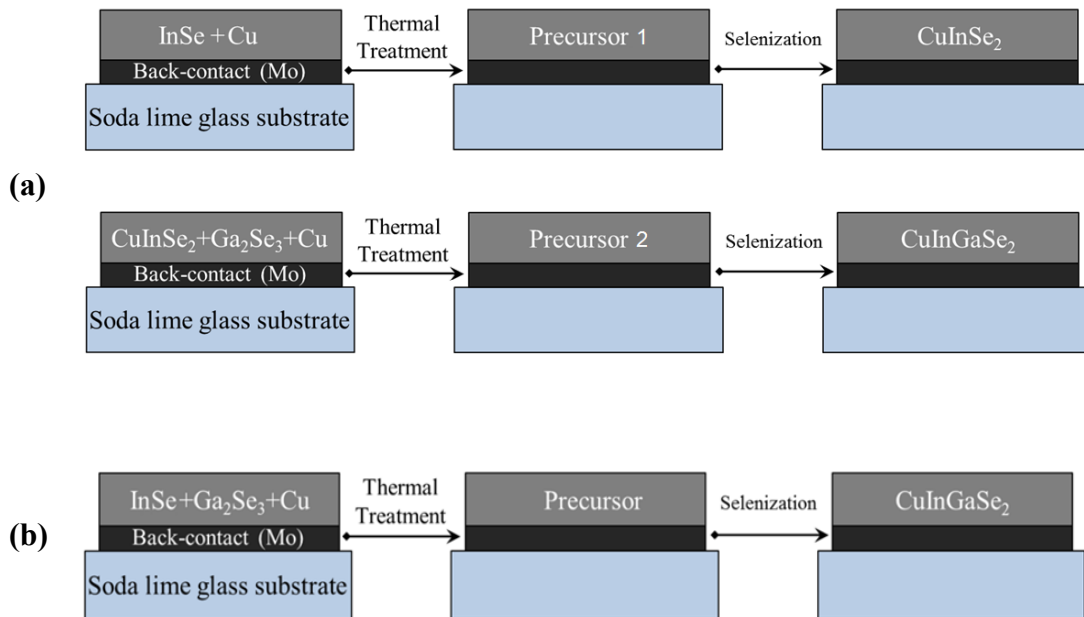 InSe + Cu
Thermal
Treatment
Precursor 1
Selenization
CuInSe₂
Back-contact (Mo)
Soda lime glass substrate
(a)
CuInSe₂+Ga₂Se₃+Cu
Thermal
Treatment
Precursor 2
Selenization
CuInGaSe₂
Back-contact (Mo)
Soda lime glass substrate
InSe+Ga₂Se₃+Cu
Thermal
Treatment
Precursor
Selenization
CuInGaSe₂
(b)
Back-contact (Mo)
Soda lime glass substrate